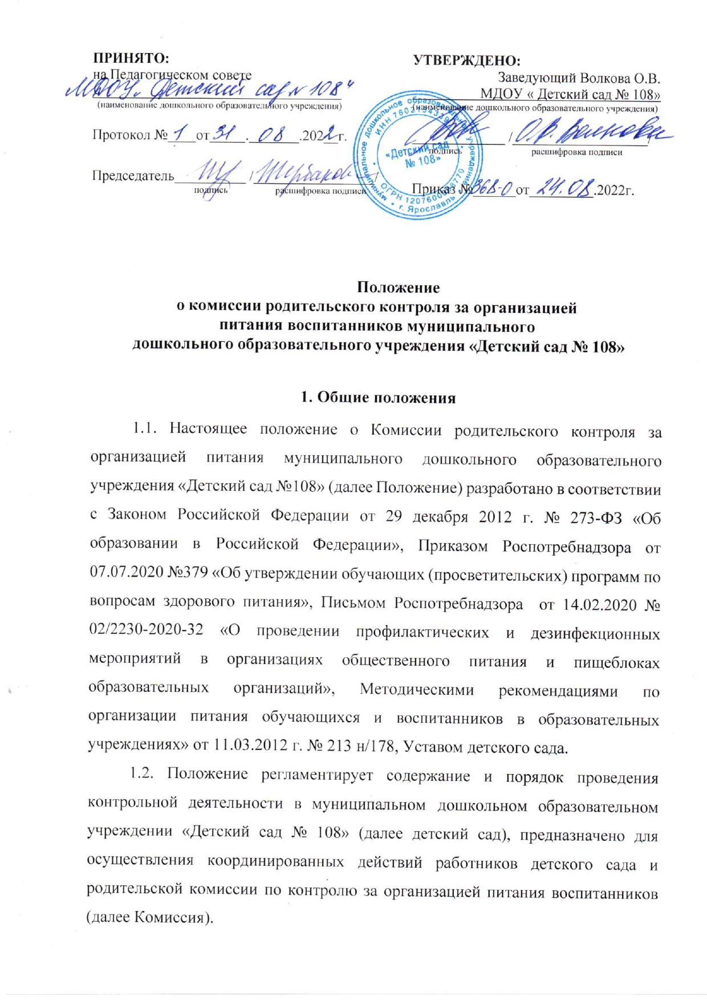 ПРИНЯТО:
на Педагогическом совете
МДОУ „ Детский сад № 108"
(наименование дошкольного образовательного учреждения)
Протокол № 1 от 31 . 08 .2022 г.
Председатель / Щербакова /
подпись расшифровка подписи
УТВЕРЖДЕНО:
Заведующий Волкова О.В.
МДОУ « Детский сад № 108»
(наименование дошкольного образовательного учреждения)
/ О.В. Волкова /
подпись расшифровка подписи
Приказ № 368-О от 24.08 .2022г.
муниципальное дошкольное образовательное учреждение
«Детский сад
№ 108»
г. Ярославль
Положение
о комиссии родительского контроля за организацией
питания воспитанников муниципального
дошкольного образовательного учреждения «Детский сад № 108»
1. Общие положения
1.1. Настоящее положение о Комиссии родительского контроля за
организацией питания муниципального дошкольного образовательного
учреждения «Детский сад №108» (далее Положение) разработано в соответствии
с Законом Российской Федерации от 29 декабря 2012 г. № 273-ФЗ «Об
образовании в Российской Федерации», Приказом Роспотребнадзора от
07.07.2020 №379 «Об утверждении обучающих (просветительских) программ по
вопросам здорового питания», Письмом Роспотребнадзора от 14.02.2020 №
02/2230-2020-32 «О проведении профилактических и дезинфекционных
мероприятий в организациях общественного питания и пищеблоках
образовательных организаций», Методическими рекомендациями по
организации питания обучающихся и воспитанников в образовательных
учреждениях» от 11.03.2012 г. № 213 н/178, Уставом детского сада.
1.2. Положение регламентирует содержание и порядок проведения
контрольной деятельности в муниципальном дошкольном образовательном
учреждении «Детский сад № 108» (далее детский сад), предназначено для
осуществления координированных действий работников детского сада и
родительской комиссии по контролю за организацией питания воспитанников
(далее Комиссия).